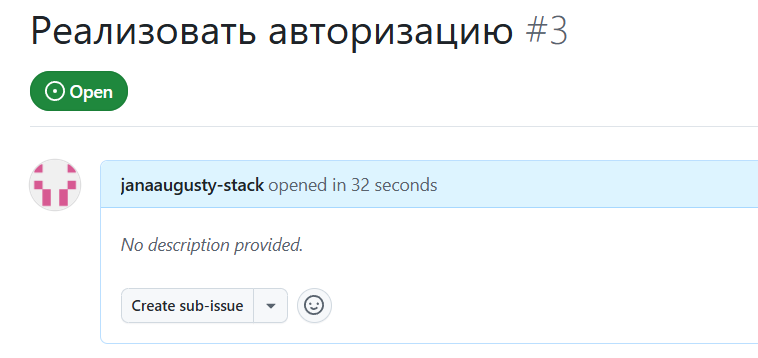 Реализовать авторизацию #3
Open
janaaugusty-stack opened in 32 seconds
No description provided.
Create sub-issue